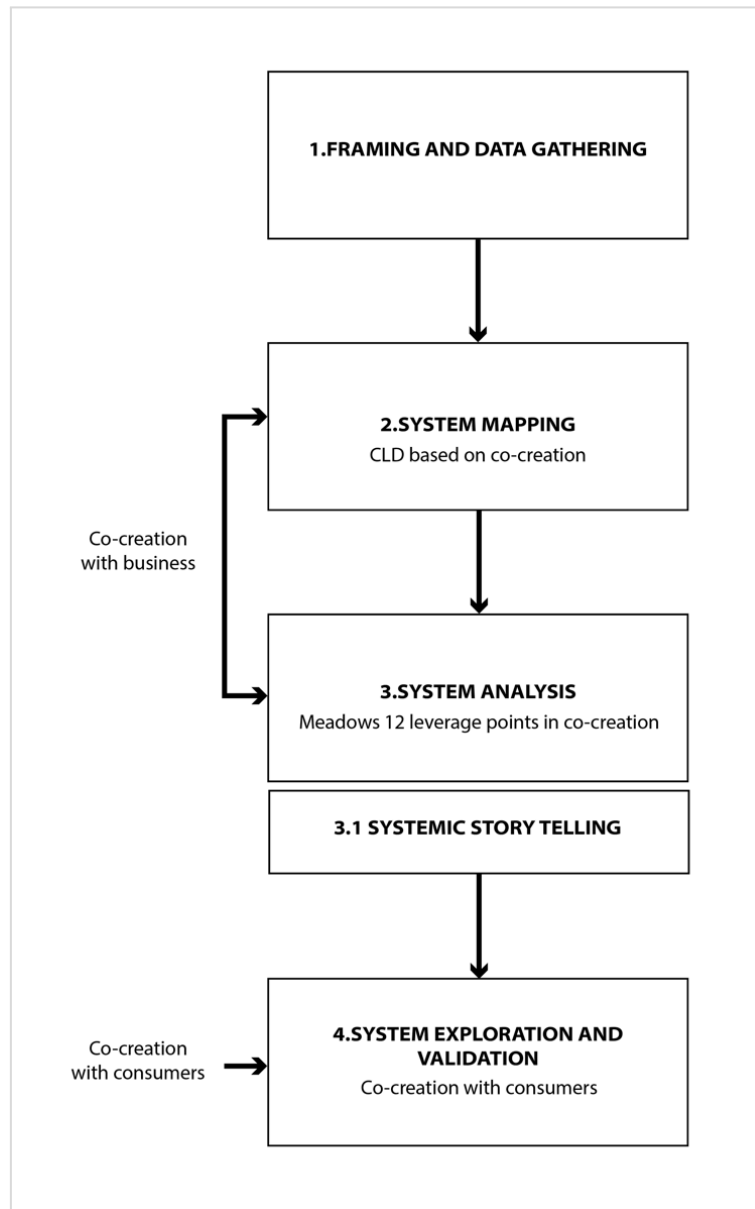 1.FRAMING AND DATA GATHERING
2.SYSTEM MAPPING
CLD based on co-creation
Co-creation
with business
3.SYSTEM ANALYSIS
Meadows 12 leverage points in co-creation
3.1 SYSTEMIC STORY TELLING
4.SYSTEM EXPLORATION AND
VALIDATION
Co-creation with consumers
Co-creation
with consumers